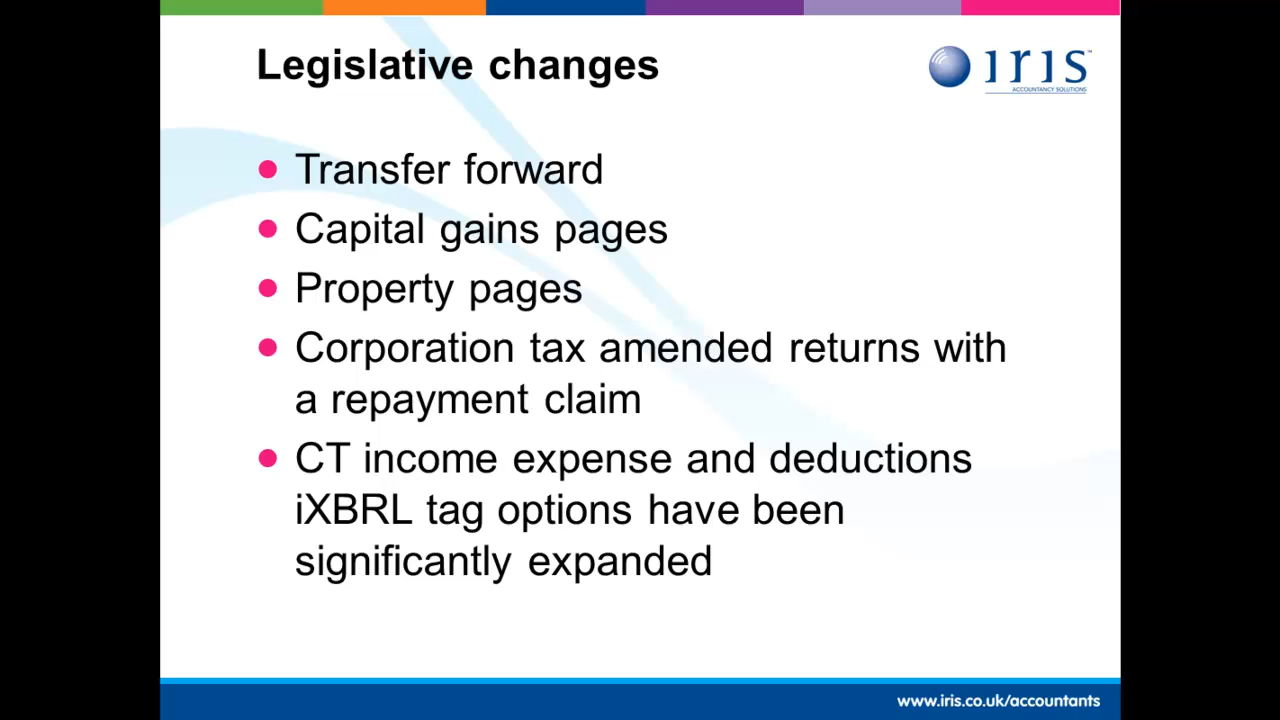 Legislative changes
iris™
ACCOUNTANCY SOLUTIONS
Transfer forward
Capital gains pages
Property pages
Corporation tax amended returns with
a repayment claim
CT income expense and deductions
iXBRL tag options have been
significantly expanded
www.iris.co.uk/accountants